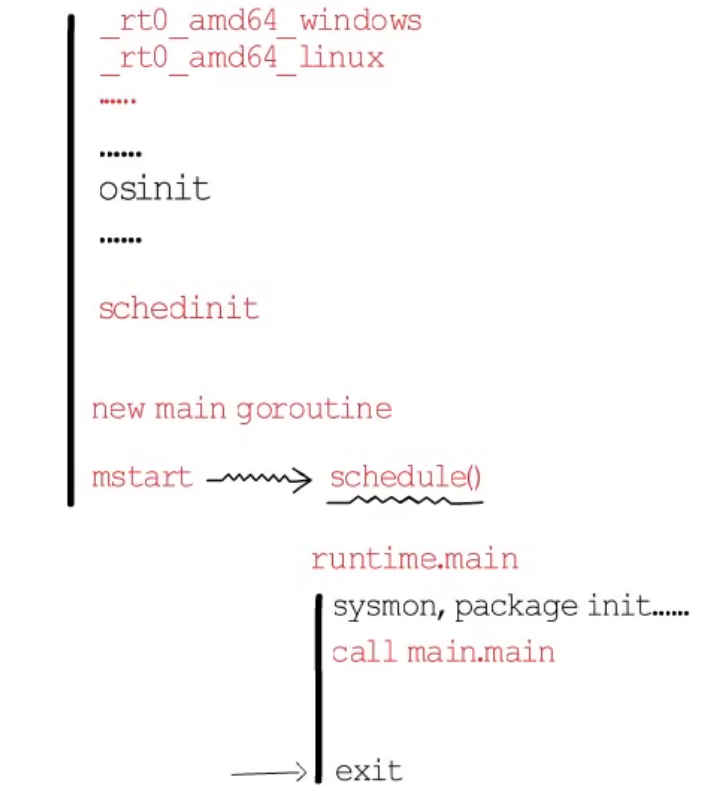 _rt0_amd64_windows
_rt0_amd64_linux
......
......
osinit
......
schedinit
new main goroutine
mstart schedule()
runtime.main
sysmon, package init......
call main.main
exit